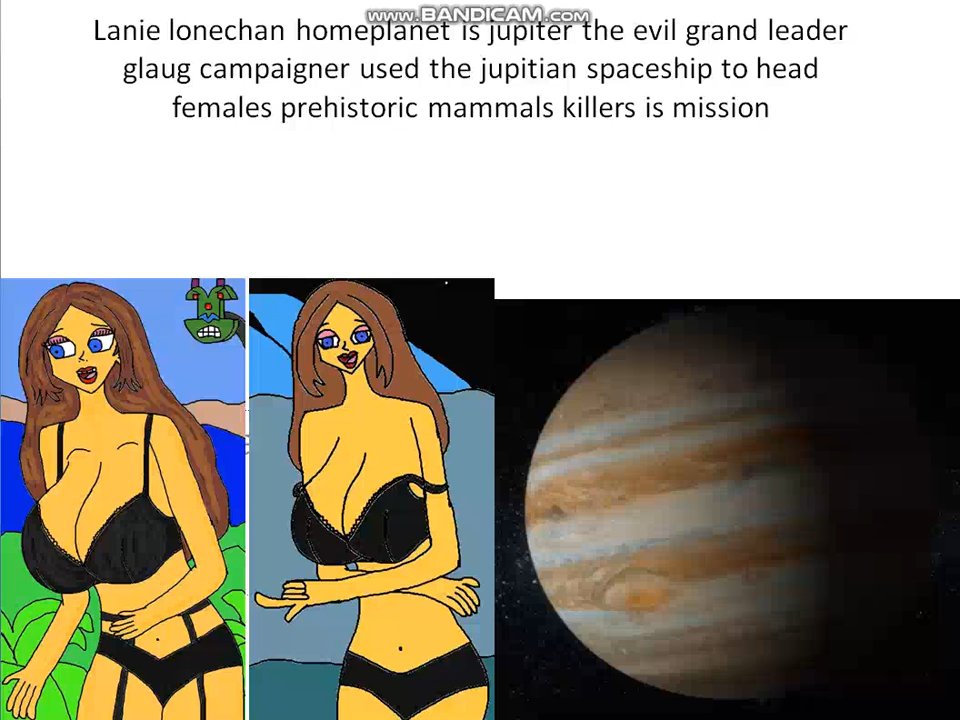 www.BANDICAM.com
Lanie lonechan homeplanet is jupiter the evil grand leader
glaug campaigner used the jupitian spaceship to head
females prehistoric mammals killers is mission